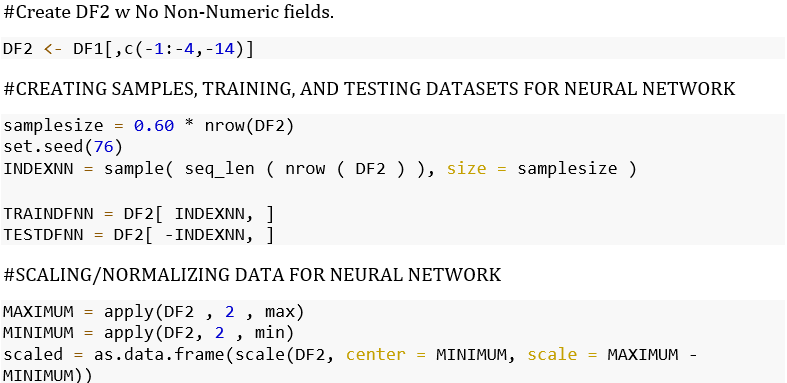 #Create DF2 w No Non-Numeric fields.
DF2 <- DF1[,c(-1:-4,-14)]
#CREATING SAMPLES, TRAINING, AND TESTING DATASETS FOR NEURAL NETWORK
samplesize = 0.60 * nrow(DF2)
set.seed(76)
INDEXNN = sample( seq_len ( nrow ( DF2 ) ), size = samplesize )
TRAINDFNN = DF2[ INDEXNN, ]
TESTDFNN = DF2[ -INDEXNN, ]
#SCALING/NORMALIZING DATA FOR NEURAL NETWORK
MAXIMUM = apply(DF2 , 2 , max)
MINIMUM = apply(DF2, 2 , min)
scaled = as.data.frame(scale(DF2, center = MINIMUM, scale = MAXIMUM -
MINIMUM))